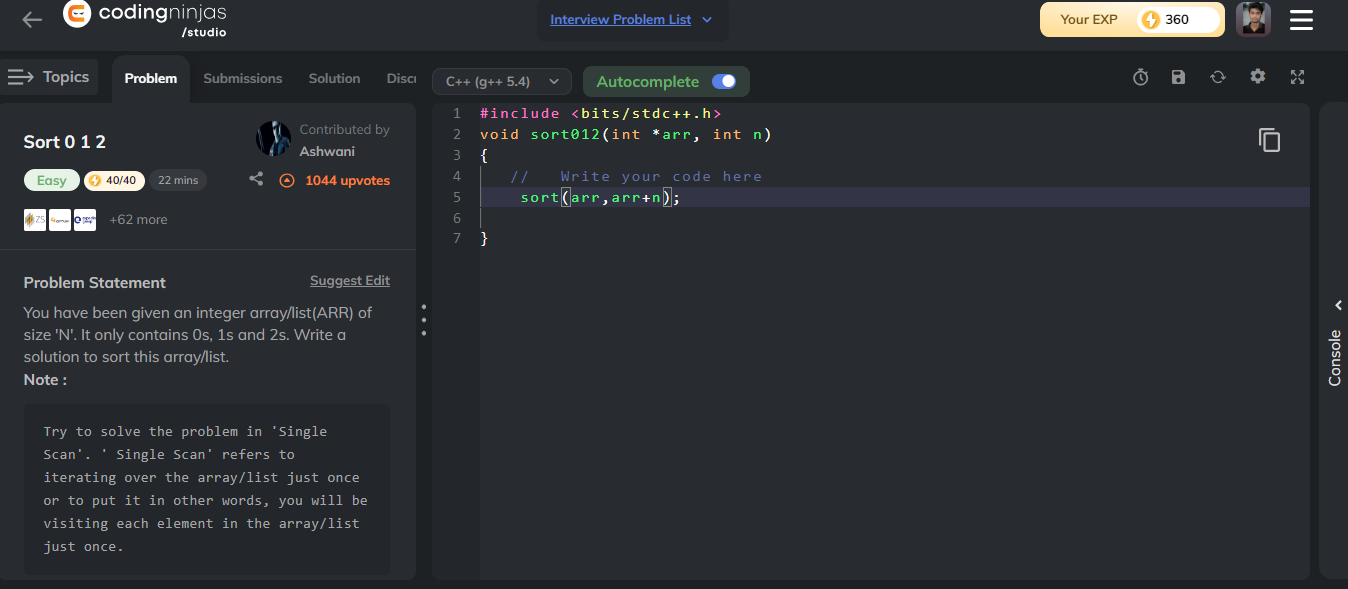 codingninjas
/studio
Interview Problem List
Your EXP 360
Topics
Problem Submissions Solution Discu
C++ (g++ 5.4)
Autocomplete
Sort 0 1 2
Contributed by
Ashwani
Easy 40/40 22 mins
1044 upvotes
+62 more
Problem Statement
Suggest Edit
You have been given an integer array/list(ARR) of
size 'N'. It only contains 0s, 1s and 2s. Write a
solution to sort this array/list.
Note :
Try to solve the problem in 'Single
Scan'. ' Single Scan' refers to
iterating over the array/list just once
or to put it in other words, you will be
visiting each element in the array/list
just once.
1 #include <bits/stdc++.h>
2 void sort012(int *arr, int n)
3 {
4 // Write your code here
5 sort(arr,arr+n);
6
7 }
Console